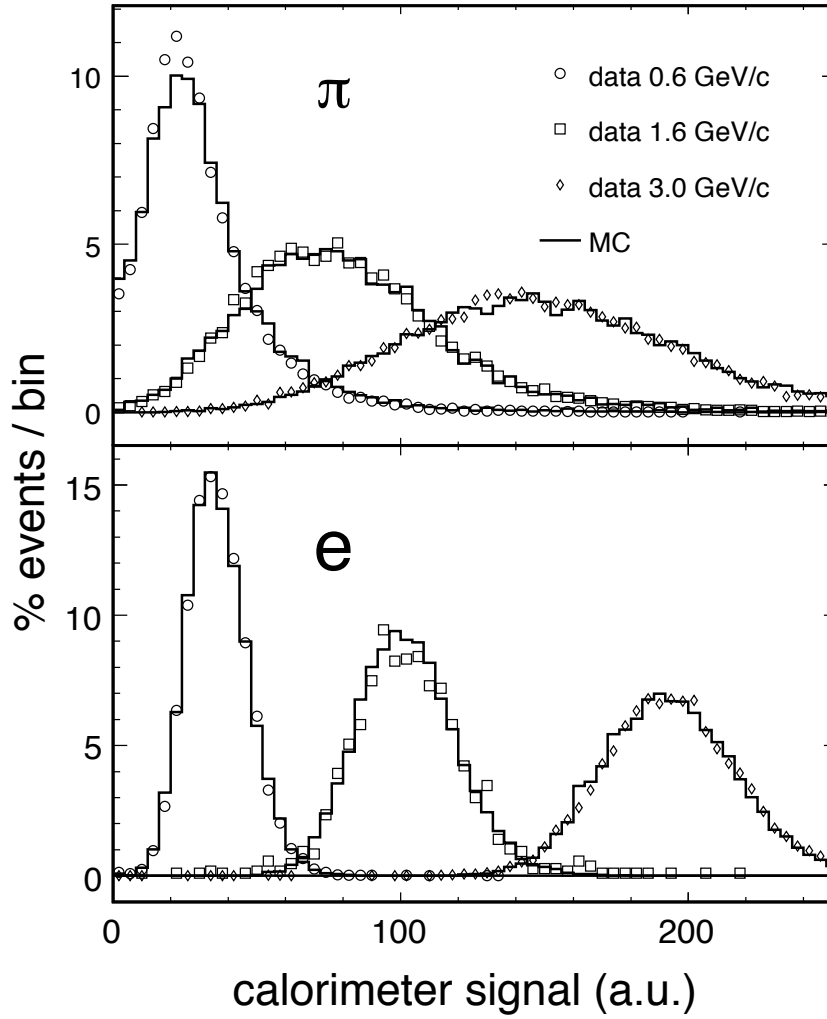 10
π
data 0.6 GeV/c
data 1.6 GeV/c
5
data 3.0 GeV/c
MC
0
% events / bin
15
e
10
5
0
0 100 200
calorimeter signal (a.u.)